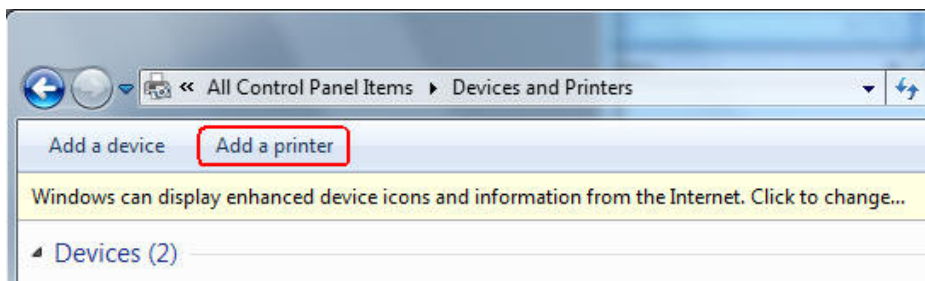 « All Control Panel Items ▸ Devices and Printers
Add a device Add a printer
Windows can display enhanced device icons and information from the Internet. Click to change...
Devices (2)